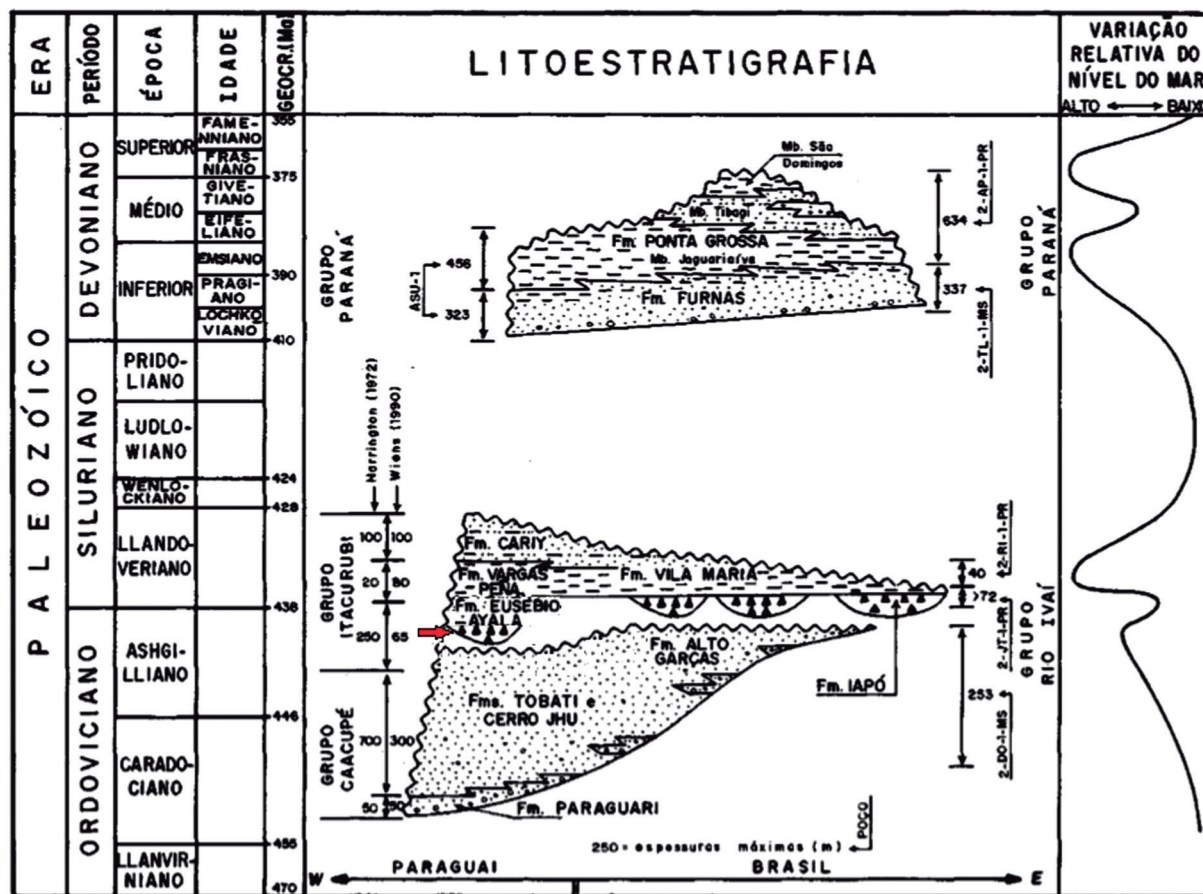 ERA
PERÍODO
ÉPOCA
IDADE
GEOCR.(Ma)
LITOESTRATIGRAFIA
VARIAÇÃO
RELATIVA DO
NÍVEL DO MAR
ALTO
BAIXO
PALEOZÓICO
DEVONIANO
SILURIANO
ORDOVICIANO
SUPERIOR
MÉDIO
INFERIOR
PRIDO-
LIANO
LUDLO-
WIANO
WENLO-
CKIANO
LLANDO-
VERIANO
ASHGI-
LLIANO
CARADO-
CIANO
LLANVIR-
NIANO
FAME-
NNIANO
FRAS-
NIANO
GIVE-
TIANO
EIFE-
LIANO
EMSIANO
PRAGI-
ANO
LOCHKO
VIANO
355
375
390
410
424
428
438
446
455
470
GRUPO
PARANÁ
ASU-1
456
323
Mb. São
Domingos
Mb. Tibagi
Fm. PONTA GROSSA
Mb. Jaguariaíva
Fm. FURNAS
634
337
2-AP-1-PR
2-TL-1-MS
GRUPO
PARANÁ
Harrington (1972)
Wiens (1990)
GRUPO
ITACURUBI
100
100
20
80
250
65
Fm. CARIY
Fm. VARGAS
PEÑA
Fm. VILA MARIA
Fm. EUSEBIO
AYALA
Fm. ALTO
GARÇAS
Fm. IAPÓ
Fms. TOBATI e
CERRO JHU
GRUPO
CAACUPÉ
700
300
50
Fm. PARAGUARI
40
>72
253
2-RI-1-PR
2-JT-1-PR
2-DO-1-MS
GRUPO
RIO IVAÍ
POÇO
250 = espessuras máximas (m)
W
PARAGUAI
BRASIL
E